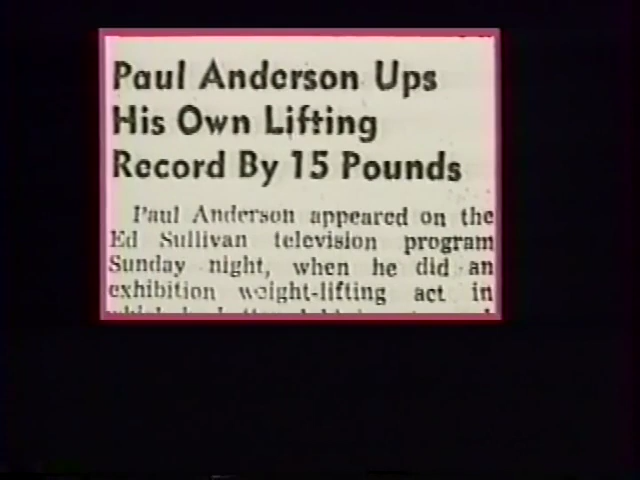 Paul Anderson Ups
His Own Lifting
Record By 15 Pounds
Paul Anderson appeared on the
Ed Sullivan television program
Sunday night, when he did an
exhibition weight-lifting act in